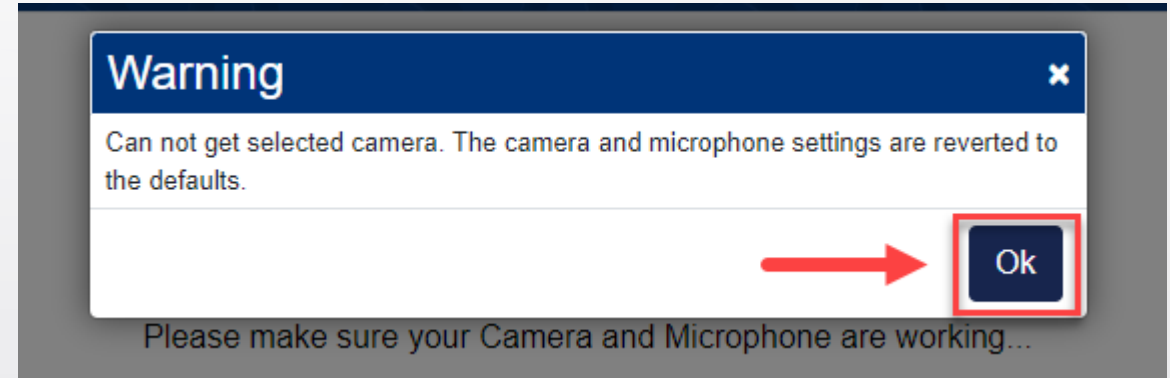 Warning
Can not get selected camera. The camera and microphone settings are reverted to
the defaults.
Ok
Please make sure your Camera and Microphone are working...